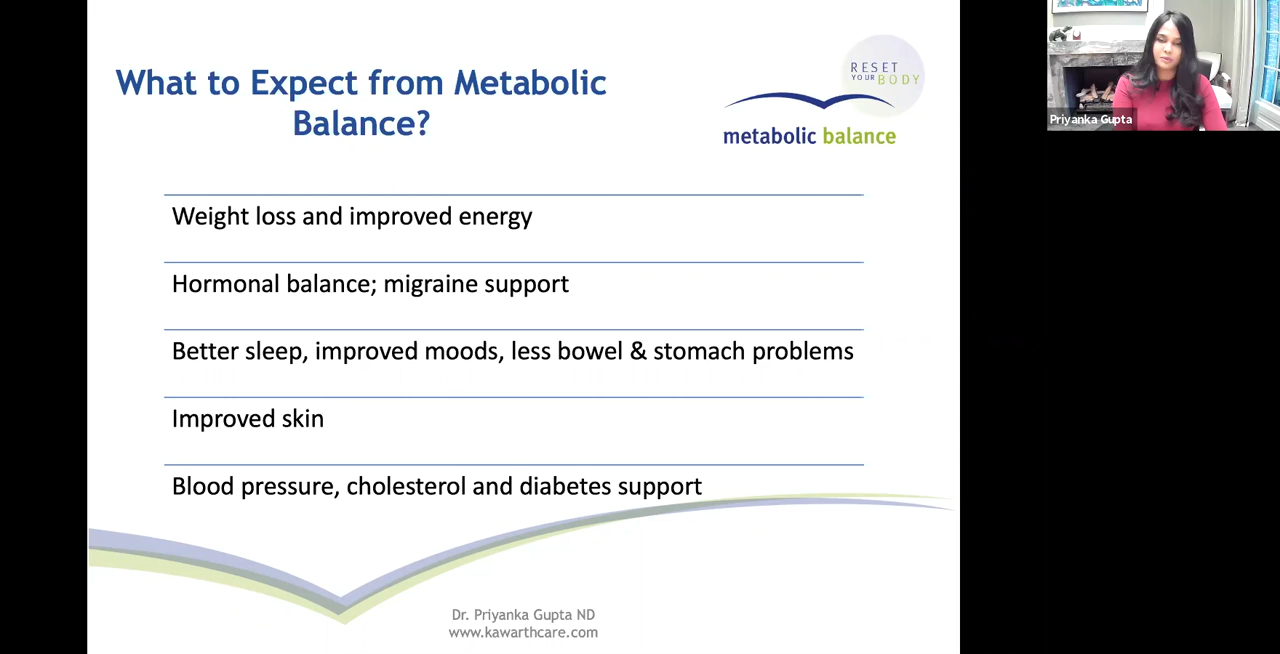 What to Expect from Metabolic
Balance?
RESET
YOUR BODY
metabolic balance
Priyanka Gupta
Weight loss and improved energy
Hormonal balance; migraine support
Better sleep, improved moods, less bowel & stomach problems
Improved skin
Blood pressure, cholesterol and diabetes support
Dr. Priyanka Gupta ND
www.kawarthcare.com